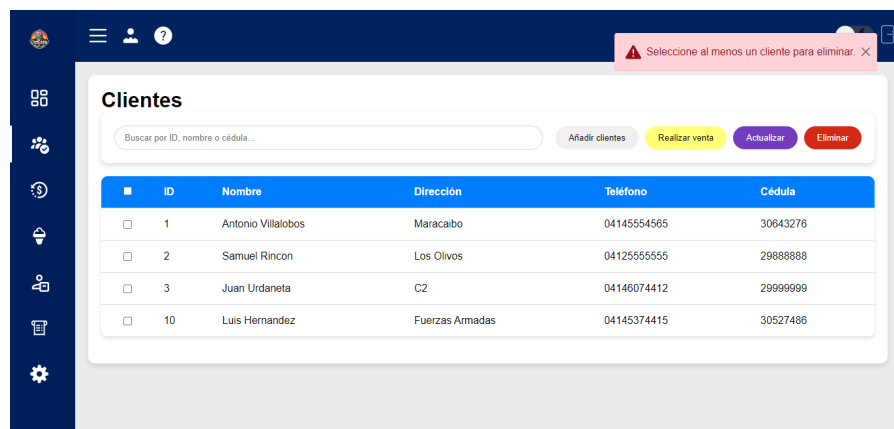 ?
Seleccione al menos un cliente para eliminar.
Clientes
Buscar por ID, nombre o cédula...
Añadir clientes
Realizar venta
Actualizar
Eliminar
ID Nombre Dirección Teléfono Cédula
1 Antonio Villalobos Maracaibo 04145554565 30643276
2 Samuel Rincon Los Olivos 04125555555 29888888
3 Juan Urdaneta C2 04146074412 29999999
10 Luis Hernandez Fuerzas Armadas 04145374415 30527486